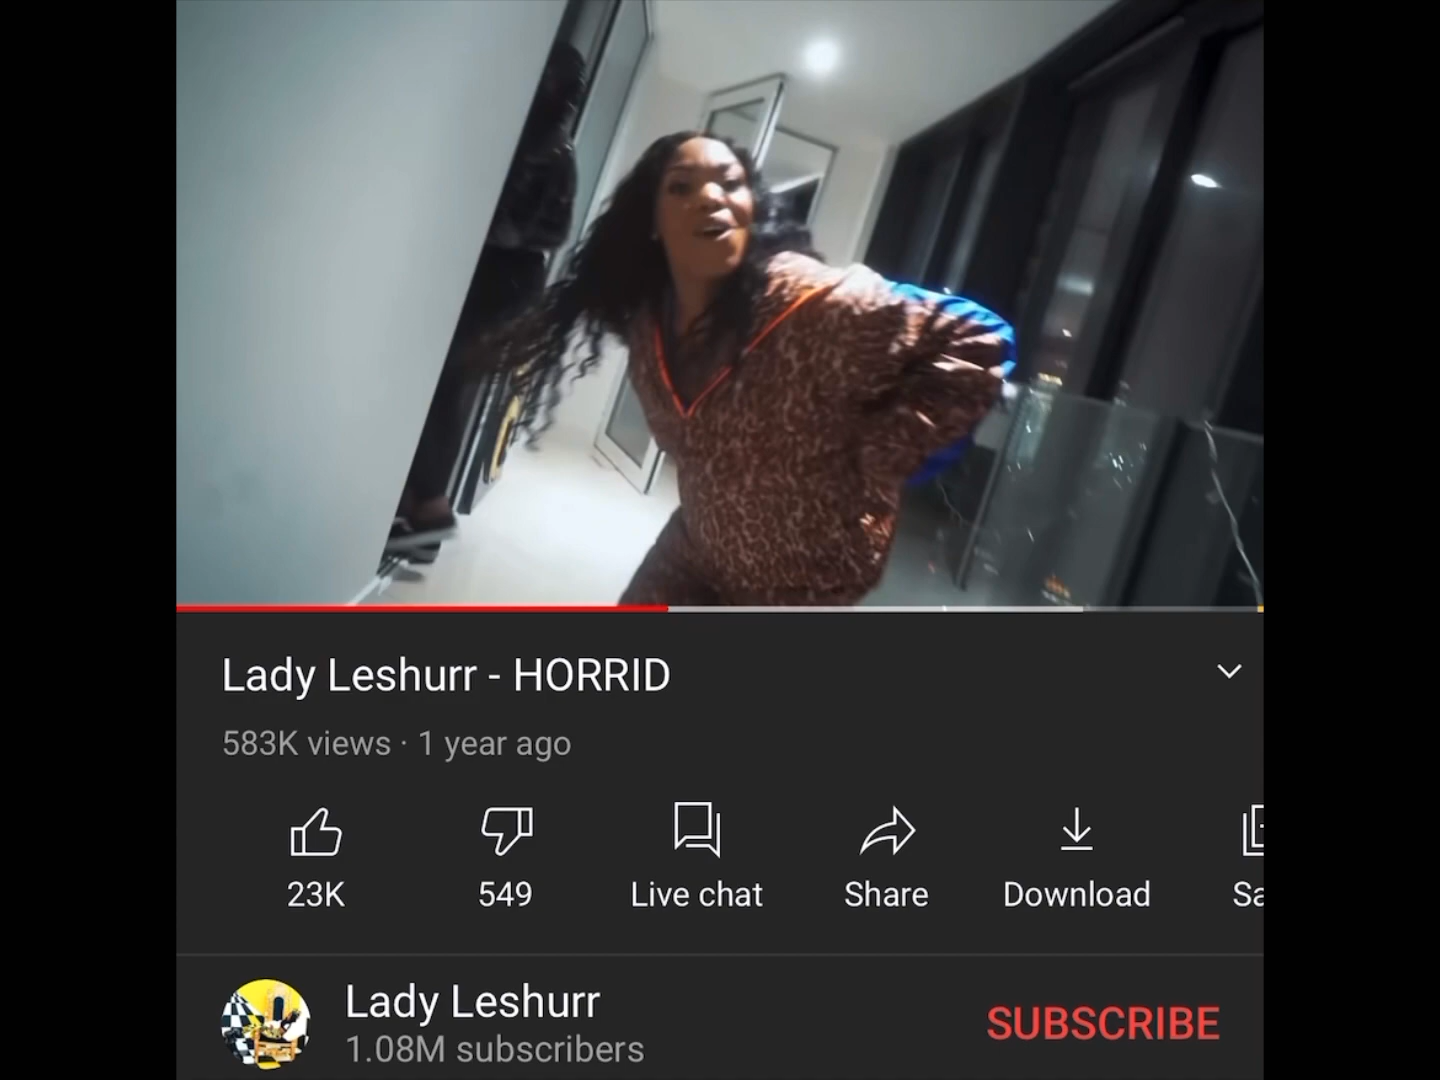 Lady Leshurr - HORRID
583K views · 1 year ago
23K
549
Live chat
Share
Download
Sa
Lady Leshurr
1.08M subscribers
SUBSCRIBE